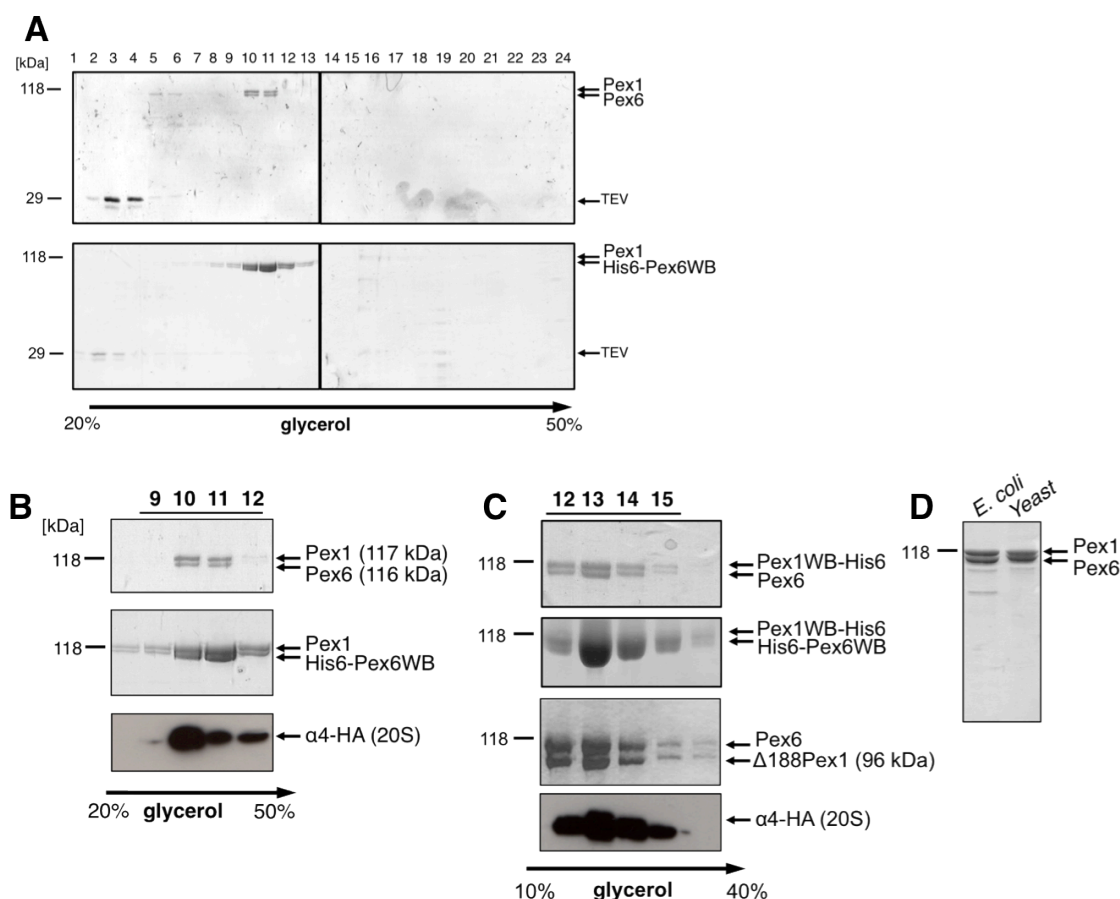 A
[kDa] 1 2 3 4 5 6 7 8 9 10 11 12 13 14 15 16 17 18 19 20 21 22 23 24
118 Pex1
Pex6
29 TEV
118 Pex1
His6-Pex6WB
29 TEV
20% glycerol 50%
B
9 10 11 12
[kDa]
118 Pex1 (117 kDa)
Pex6 (116 kDa)
118 Pex1
His6-Pex6WB
α4-HA (20S)
20% glycerol 50%
C
12 13 14 15
118 Pex1WB-His6
Pex6
118 Pex1WB-His6
His6-Pex6WB
118 Pex6
Δ188Pex1 (96 kDa)
α4-HA (20S)
10% glycerol 40%
D
E. coli
Yeast
118 Pex1
Pex6